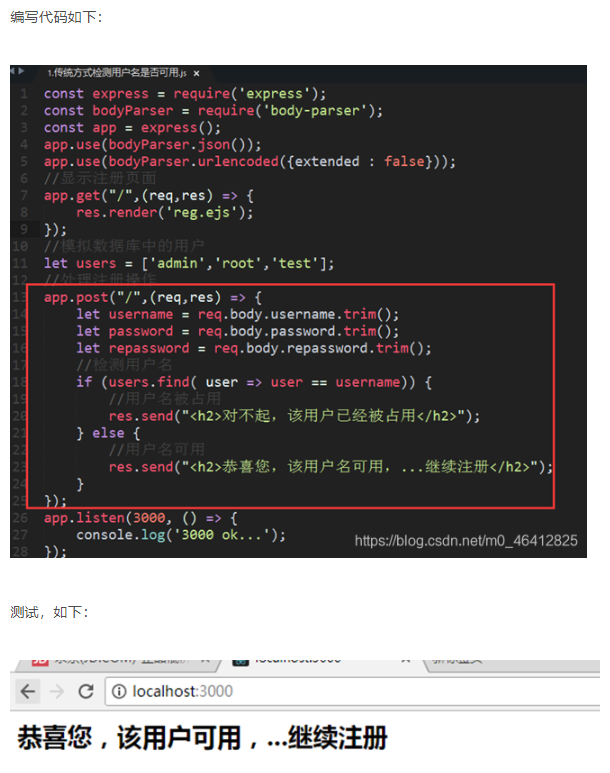 编写代码如下：
1.传统方式检测用户名是否可用.js ×
1 const express = require('express');
2 const bodyParser = require('body-parser');
3 const app = express();
4 app.use(bodyParser.json());
5 app.use(bodyParser.urlencoded({extended : false}));
6 //显示注册页面
7 app.get("/",(req,res) => {
8 res.render('reg.ejs');
9 });
10 //模拟数据库中的用户
11 let users = ['admin','root','test'];
12 //处理注册操作
13 app.post("/",(req,res) => {
14 let username = req.body.username.trim();
15 let password = req.body.password.trim();
16 let repassword = req.body.repassword.trim();
17 //检测用户名
18 if (users.find( user => user == username)) {
19 //用户名被占用
20 res.send("<h2>对不起，该用户已经被占用</h2>");
21 } else {
22 //用户名可用
23 res.send("<h2>恭喜您，该用户名可用，...继续注册</h2>");
24 }
25 });
26 app.listen(3000, () => {
27 console.log('3000 ok...');
28 });
https://blog.csdn.net/m0_46412825
测试，如下：
localhost:3000
恭喜您，该用户可用，...继续注册